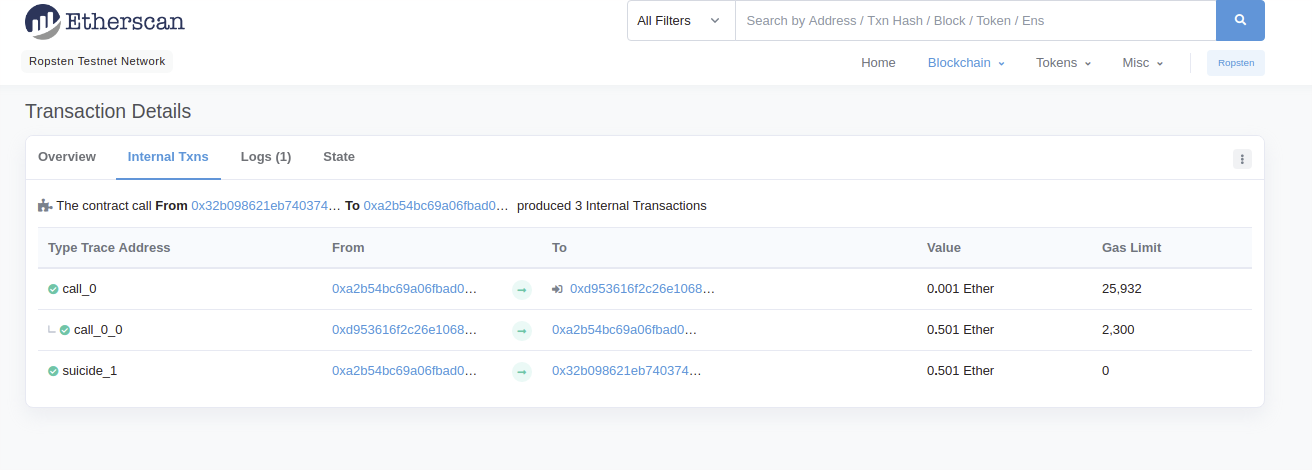 Etherscan
All Filters Search by Address / Txn Hash / Block / Token / Ens
Ropsten Testnet Network
Home Blockchain Tokens Misc Ropsten
Transaction Details
Overview Internal Txns Logs (1) State
The contract call From 0x32b098621eb740374... To 0xa2b54bc69a06fbad0... produced 3 Internal Transactions
Type Trace Address From To Value Gas Limit
call_0 0xa2b54bc69a06fbad0... → 0xd953616f2c26e1068... 0.001 Ether 25,932
call_0_0 0xd953616f2c26e1068... → 0xa2b54bc69a06fbad0... 0.501 Ether 2,300
suicide_1 0xa2b54bc69a06fbad0... → 0x32b098621eb740374... 0.501 Ether 0